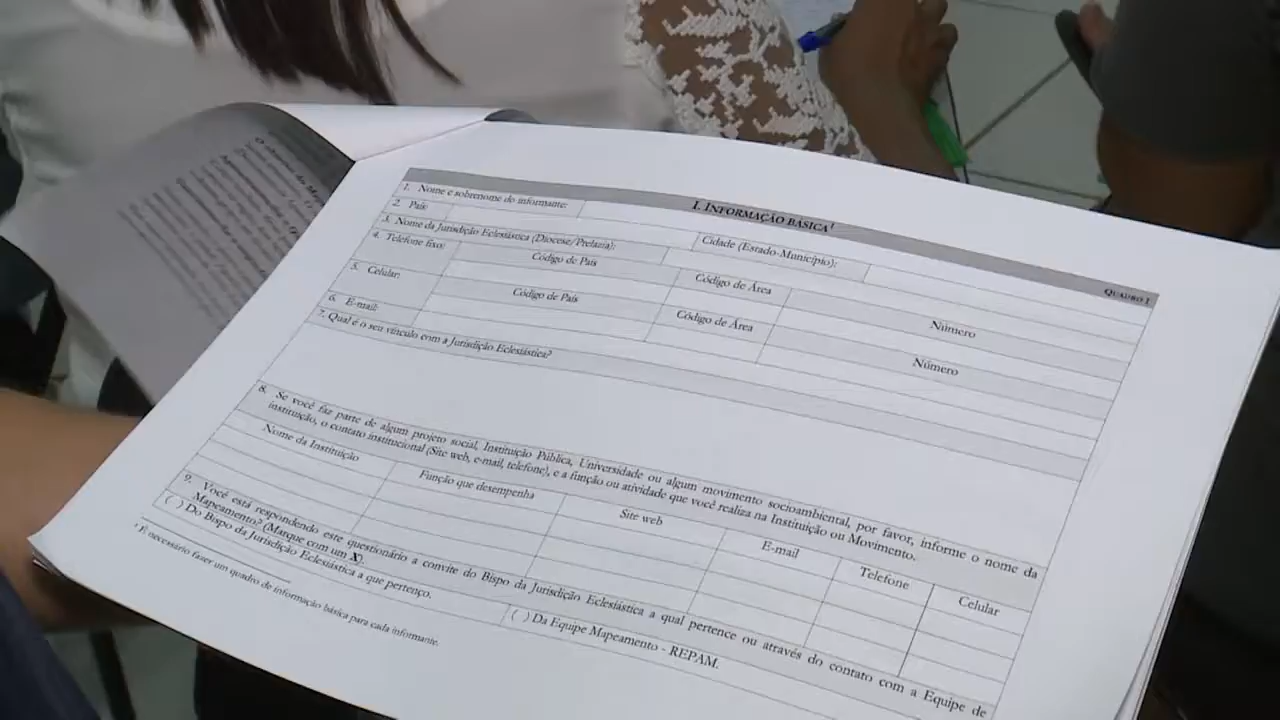 I. INFORMAÇÃO BÁSICA¹
QUADRO 1
1. Nome e sobrenome do informante:
2. País:
Cidade (Estado-Município):
3. Nome da Jurisdição Eclesiástica (Diocese/Prelazia):
4. Telefone fixo:
Código de País
Código de Área
Número
5. Celular:
Código de País
Código de Área
Número
6. E-mail:
7. Qual é o seu vínculo com a Jurisdição Eclesiástica?
8. Se você faz parte de algum projeto social, Instituição Pública, Universidade ou algum movimento socioambiental, por favor, informe o nome da
instituição, o contato institucional (Site web, e-mail, telefone), e a função ou atividade que você realiza na Instituição ou Movimento.
Nome da Instituição
Função que desempenha
Site web
E-mail
Telefone
Celular
9. Você está respondendo este questionário a convite do Bispo da Jurisdição Eclesiástica a qual pertence ou através do contato com a Equipe de
Mapeamento? (Marque com um X):
( ) Do Bispo da Jurisdição Eclesiástica a que pertenço.
( ) Da Equipe Mapeamento - REPAM.
¹ É necessário fazer um quadro de informação básica para cada informante.